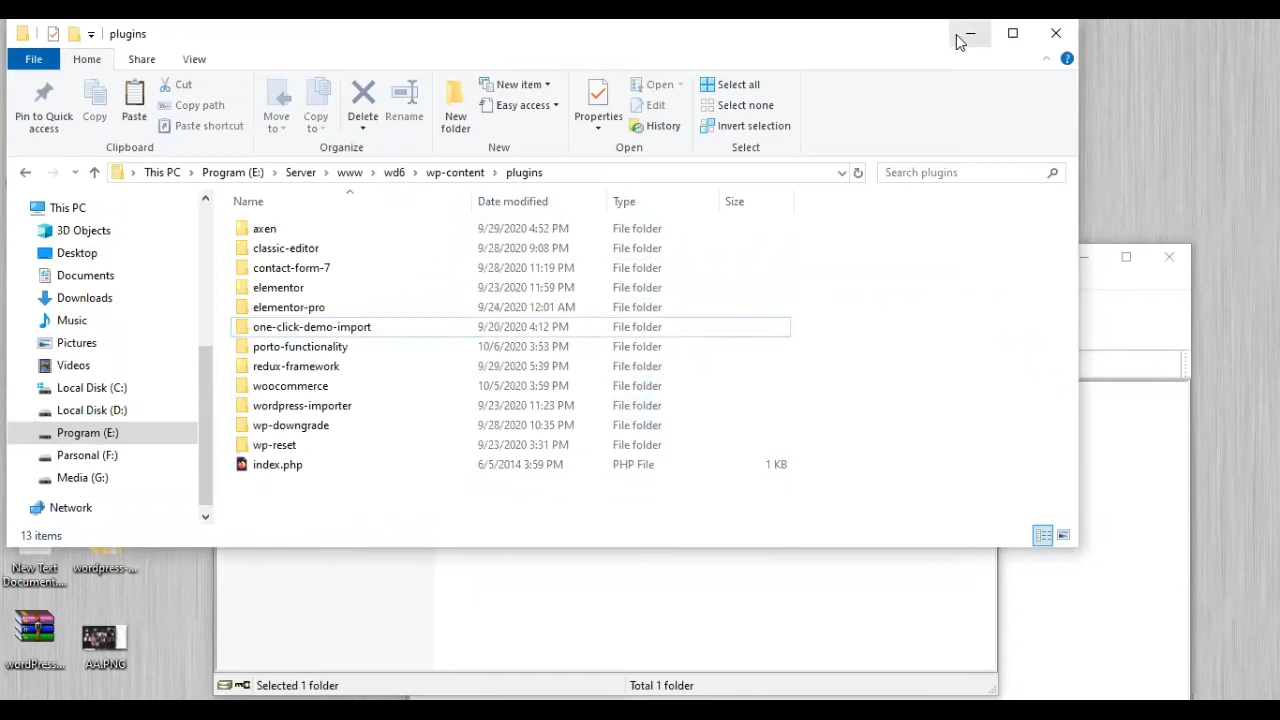 plugins
File Home Share View
Pin to Quick access
Copy
Paste
Cut
Copy path
Paste shortcut
Clipboard
Move to
Copy to
Delete
Rename
Organize
New folder
New item
Easy access
New
Properties
Open
Edit
History
Open
Select all
Select none
Invert selection
Select
This PC Program (E:) Server www wd6 wp-content plugins
Search plugins
This PC
3D Objects
Desktop
Documents
Downloads
Music
Pictures
Videos
Local Disk (C:)
Local Disk (D:)
Program (E:)
Parsonal (F:)
Media (G:)
Network
Name Date modified Type Size
axen 9/29/2020 4:52 PM File folder
classic-editor 9/28/2020 9:08 PM File folder
contact-form-7 9/28/2020 11:19 PM File folder
elementor 9/23/2020 11:59 PM File folder
elementor-pro 9/24/2020 12:01 AM File folder
one-click-demo-import 9/20/2020 4:12 PM File folder
porto-functionality 10/6/2020 3:53 PM File folder
redux-framework 9/29/2020 5:39 PM File folder
woocommerce 10/5/2020 3:59 PM File folder
wordpress-importer 9/23/2020 11:23 PM File folder
wp-downgrade 9/28/2020 10:35 PM File folder
wp-reset 9/23/2020 3:31 PM File folder
index.php 6/5/2014 3:59 PM PHP File 1 KB
13 items
New Text Document....
wordpress-...
wordPress...
AA.PNG
Selected 1 folder
Total 1 folder